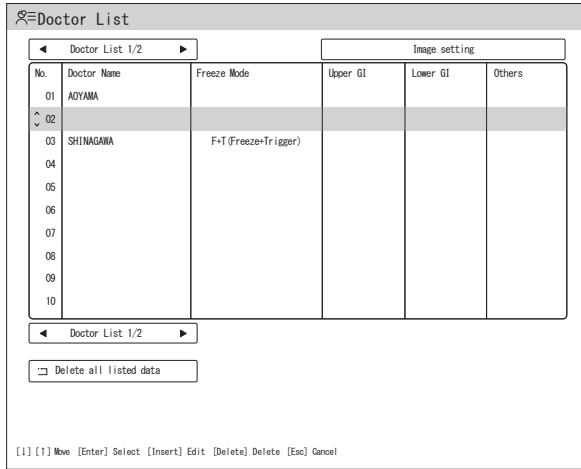 Doctor List
Doctor List 1/2
Image setting
No. Doctor Name Freeze Mode Upper GI Lower GI Others
01 AOYAMA
02
03 SHINAGAWA F+T(Freeze+Trigger)
04
05
06
07
08
09
10
Doctor List 1/2
Delete all listed data
[↓][↑]Move [Enter] Select [Insert] Edit [Delete] Delete [Esc] Cancel